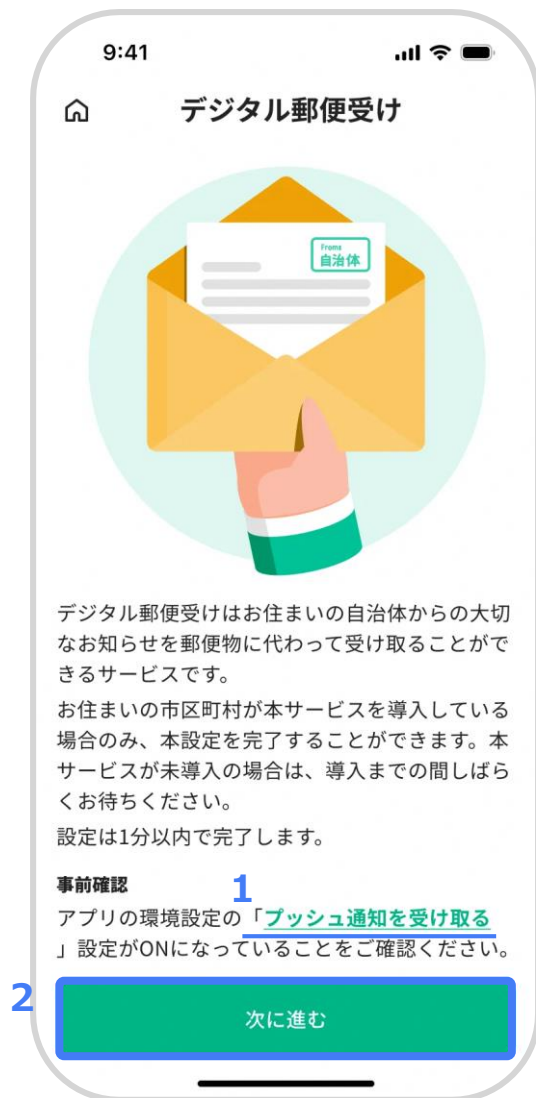 9:41
デジタル郵便受け
From
自治体
デジタル郵便受けはお住まいの自治体からの大切
なお知らせを郵便物に代わって受け取ることがで
きるサービスです。
お住まいの市区町村が本サービスを導入している
場合のみ、本設定を完了することができます。本
サービスが未導入の場合は、導入までの間しばら
くお待ちください。
設定は1分以内で完了します。
事前確認
1
アプリの環境設定の「プッシュ通知を受け取る
」設定がONになっていることをご確認ください。
2
次に進む